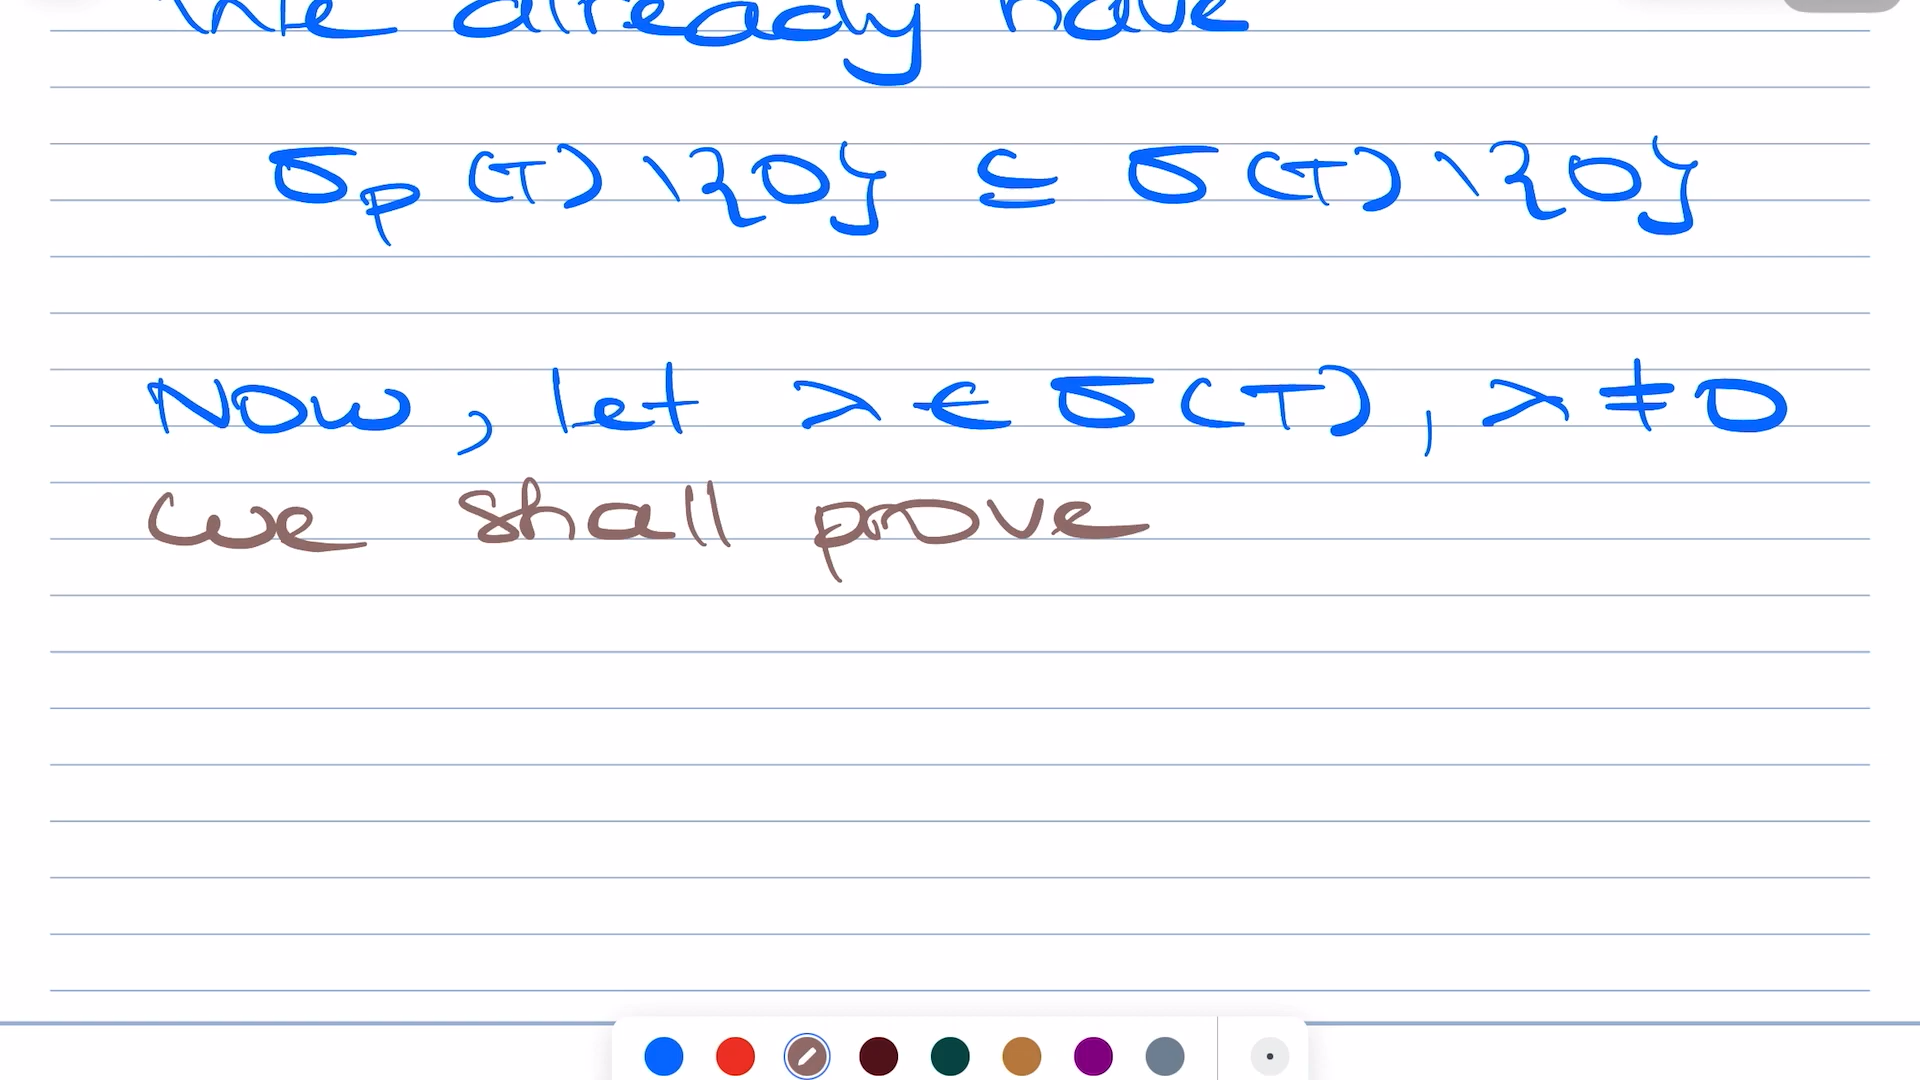 We already have
σₚ (T) \{0} ⊆ σ(T) \{0}
Now, let λ ∈ σ(T), λ ≠ 0
we shall prove